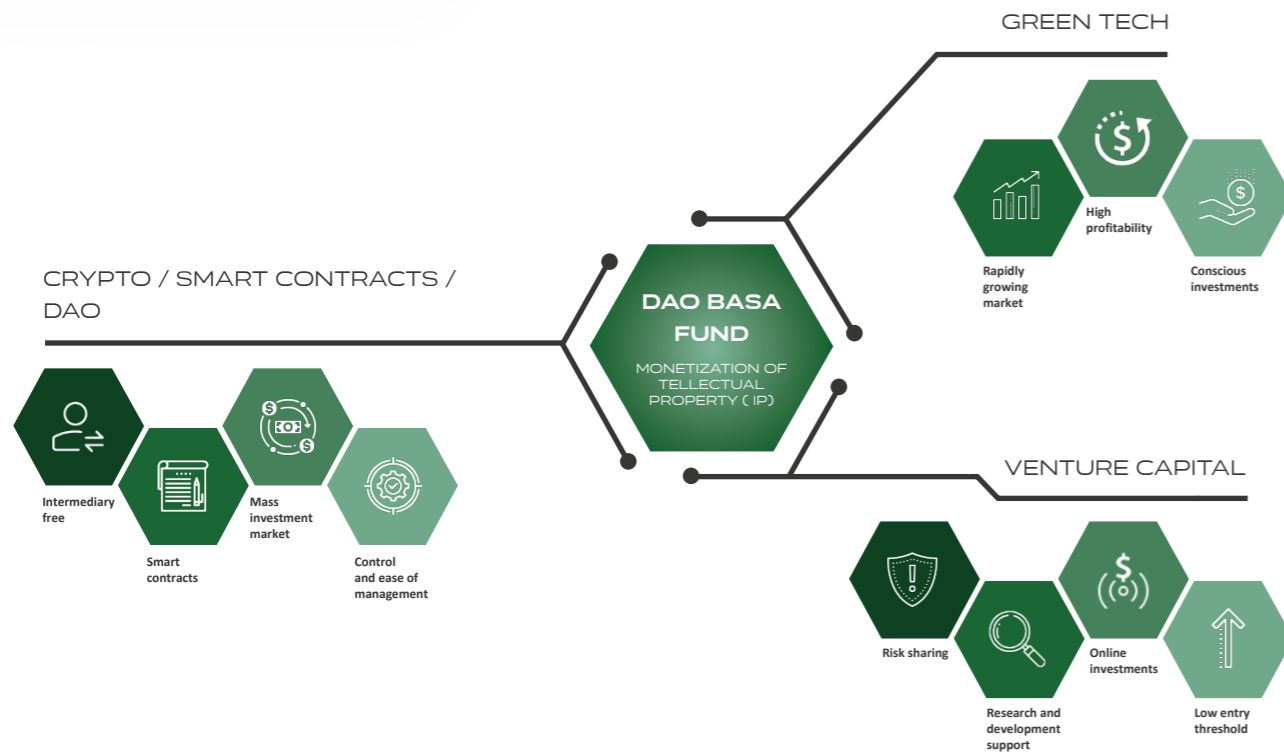 GREEN TECH
High
profitability
Rapidly
growing
market
Conscious
investments
CRYPTO / SMART CONTRACTS /
DAO
DAO BASA
FUND
MONETIZATION OF
TELLECTUAL
PROPERTY ( IP)
Intermediary
free
Smart
contracts
Mass
investment
market
Control
and ease of
management
VENTURE CAPITAL
Risk sharing
Research and
development
support
Online
investments
Low entry
threshold